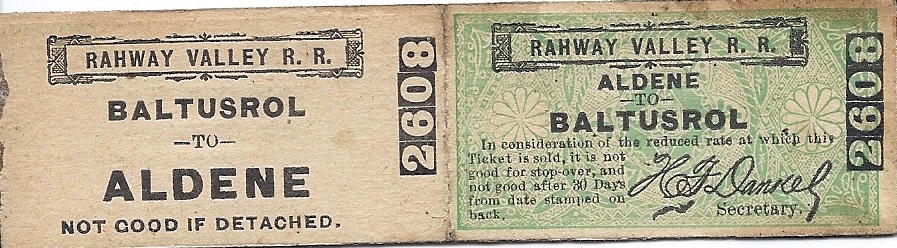 RAHWAY VALLEY R. R.
BALTUSROL
—TO—
ALDENE
NOT GOOD IF DETACHED.
2608
RAHWAY VALLEY R. R.
ALDENE
—TO—
BALTUSROL
In consideration of the reduced rate at which this
Ticket is sold, it is not
good for stop-over, and
not good after 30 Days
from date stamped on
back.
Secretary.
2608